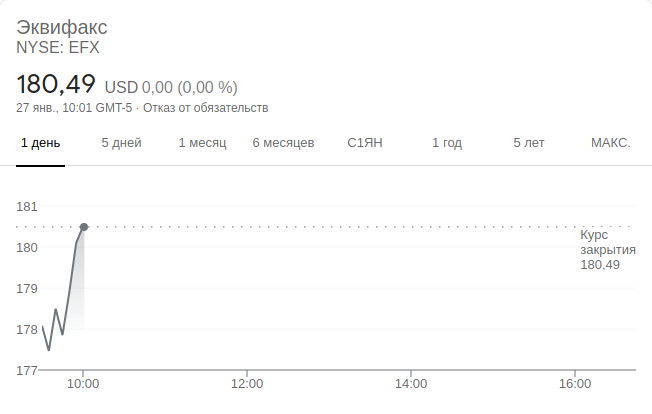 Эквифакс
NYSE: EFX
180,49 USD 0,00 (0,00 %)
27 янв., 10:01 GMT-5 · Отказ от обязательств
1 день 5 дней 1 месяц 6 месяцев С1ЯН 1 год 5 лет МАКС.
181
180
179
178
177
Курс
закрытия
180,49
10:00 12:00 14:00 16:00